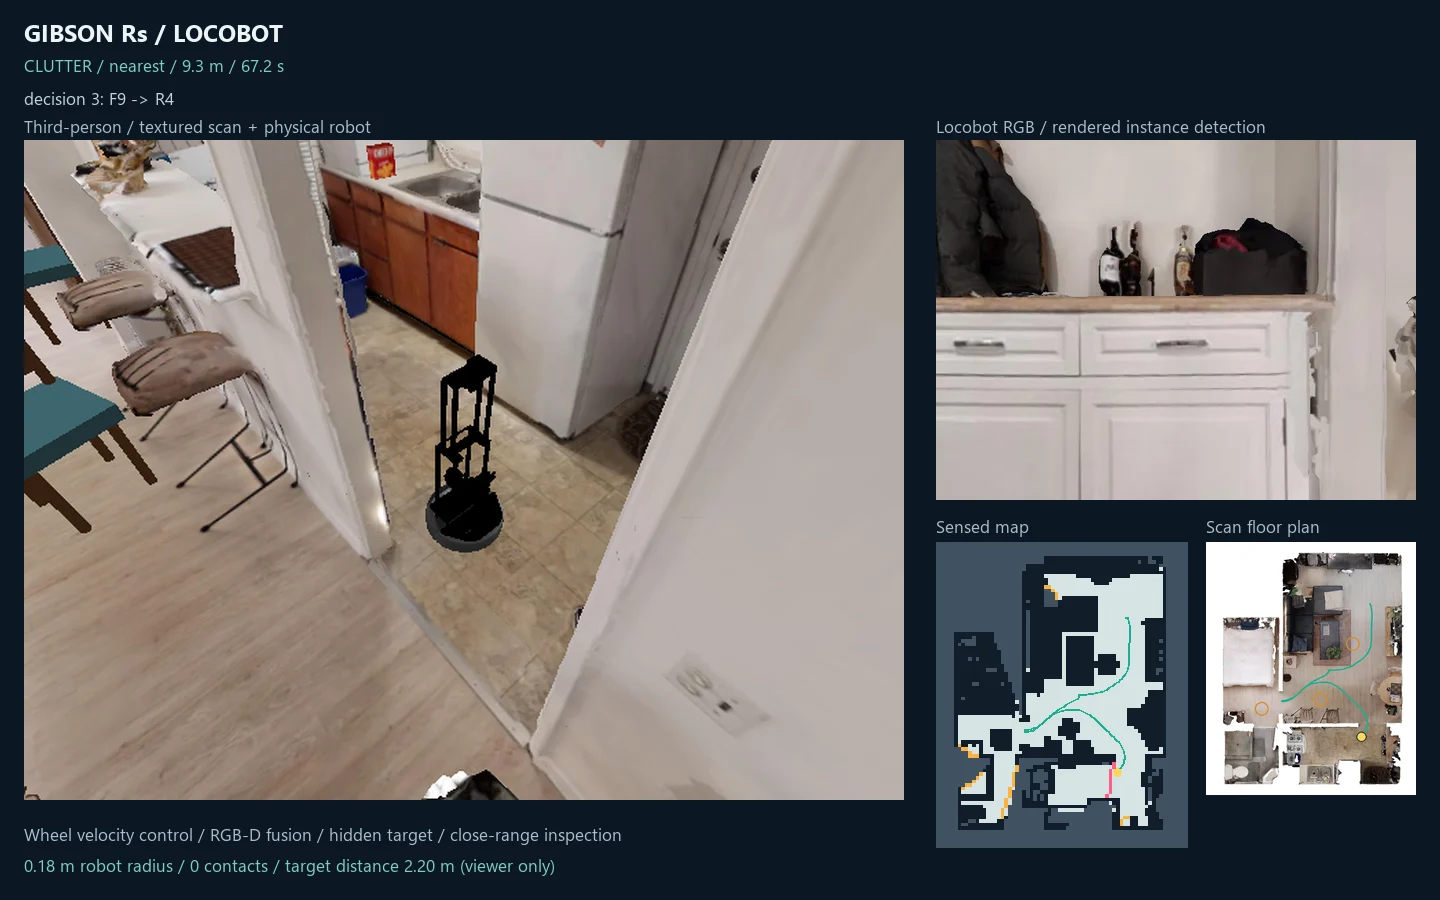 GIBSON Rs / LOCOBOT
CLUTTER / nearest / 9.3 m / 67.2 s
decision 3: F9 -> R4
Third-person / textured scan + physical robot
Locobot RGB / rendered instance detection
Sensed map
Scan floor plan
Wheel velocity control / RGB-D fusion / hidden target / close-range inspection
0.18 m robot radius / 0 contacts / target distance 2.20 m (viewer only)